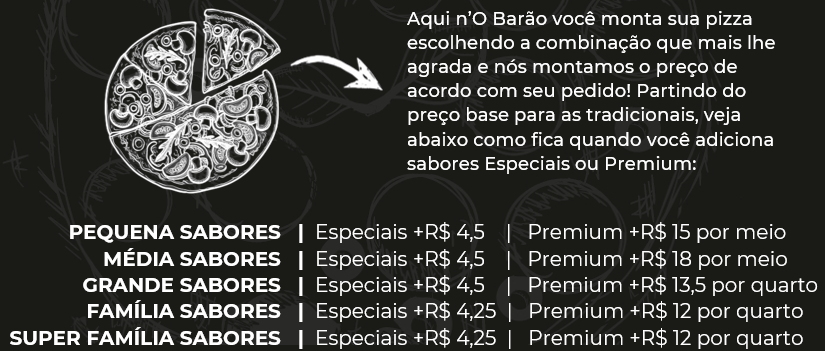 Aqui n'O Barão você monta sua pizza
escolhendo a combinação que mais lhe
agrada e nós montamos o preço de
acordo com seu pedido! Partindo do
preço base para as tradicionais, veja
abaixo como fica quando você adiciona
sabores Especiais ou Premium:
PEQUENA SABORES | Especiais +R$ 4,5 | Premium +R$ 15 por meio
MÉDIA SABORES | Especiais +R$ 4,5 | Premium +R$ 18 por meio
GRANDE SABORES | Especiais +R$ 4,5 | Premium +R$ 13,5 por quarto
FAMÍLIA SABORES | Especiais +R$ 4,25 | Premium +R$ 12 por quarto
SUPER FAMÍLIA SABORES | Especiais +R$ 4,25 | Premium +R$ 12 por quarto